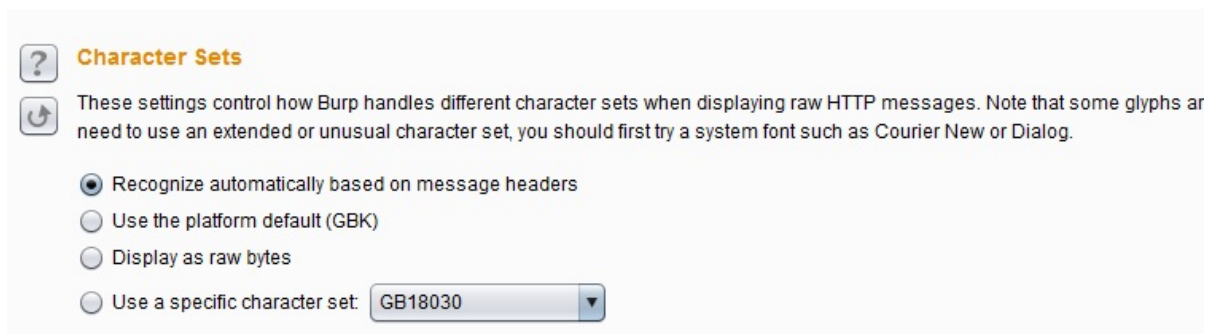 ?
Character Sets
These settings control how Burp handles different character sets when displaying raw HTTP messages. Note that some glyphs ar
need to use an extended or unusual character set, you should first try a system font such as Courier New or Dialog.
Recognize automatically based on message headers
Use the platform default (GBK)
Display as raw bytes
Use a specific character set: GB18030